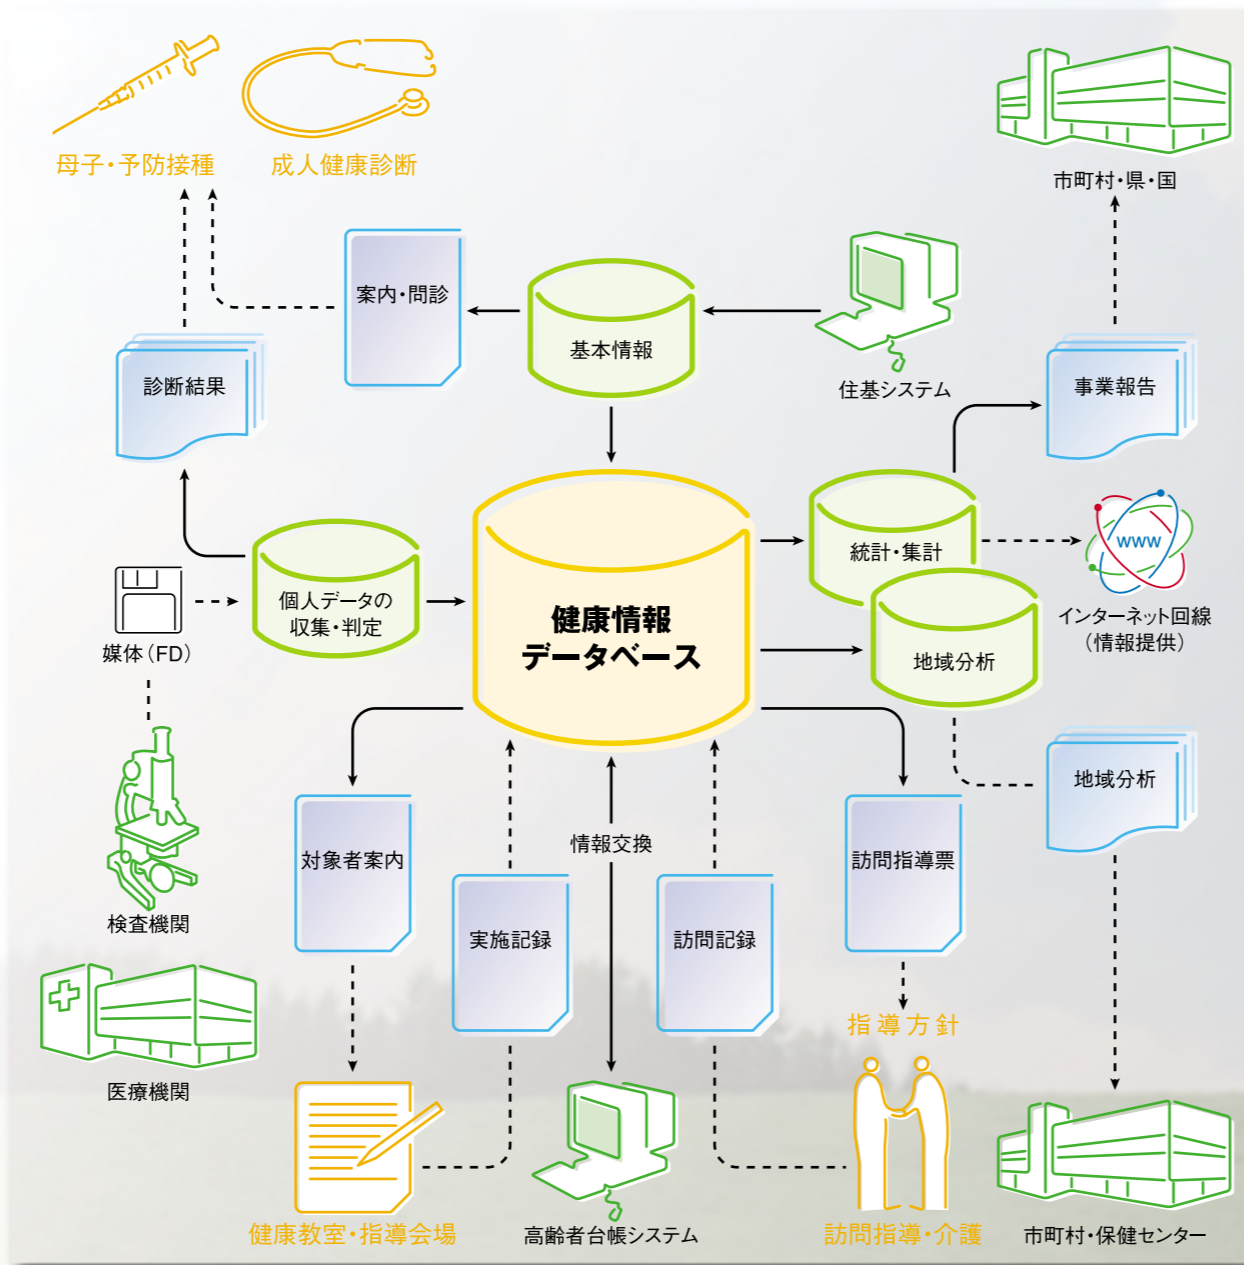 母子・予防接種
成人健康診断
市町村・県・国
案内・問診
基本情報
住基システム
診断結果
事業報告
統計・集計
WWW
インターネット回線
（情報提供）
個人データの
収集・判定
媒体（FD）
健康情報
データベース
地域分析
検査機関
対象者案内
情報交換
訪問指導票
地域分析
実施記録
訪問記録
医療機関
指導方針
健康教室・指導会場
高齢者台帳システム
訪問指導・介護
市町村・保健センター